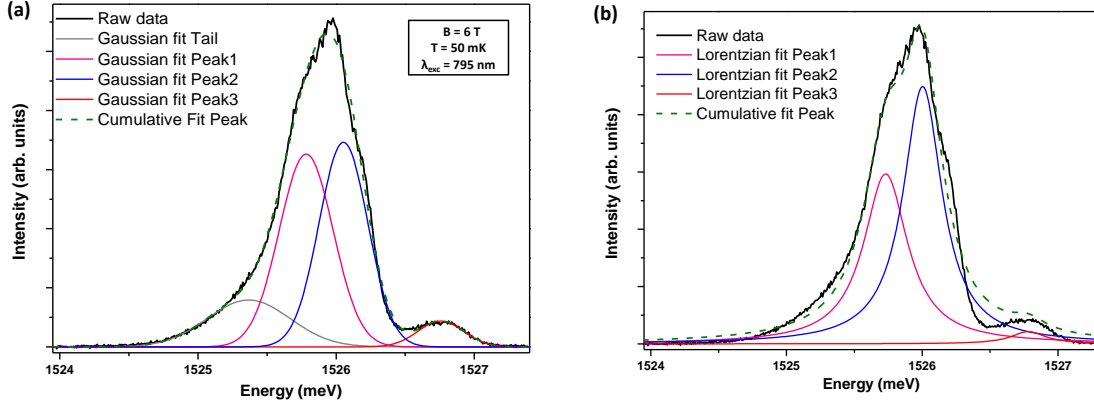 (a)
Raw data
Gaussian fit Tail
Gaussian fit Peak1
Gaussian fit Peak2
Gaussian fit Peak3
Cumulative Fit Peak
B = 6 T
T = 50 mK
λexc = 795 nm
Intensity (arb. units)
1524 1525 1526 1527
Energy (meV)
(b)
Raw data
Lorentzian fit Peak1
Lorentzian fit Peak2
Lorentzian fit Peak3
Cumulative fit Peak
Intensity (arb. units)
1524 1525 1526 1527
Energy (meV)